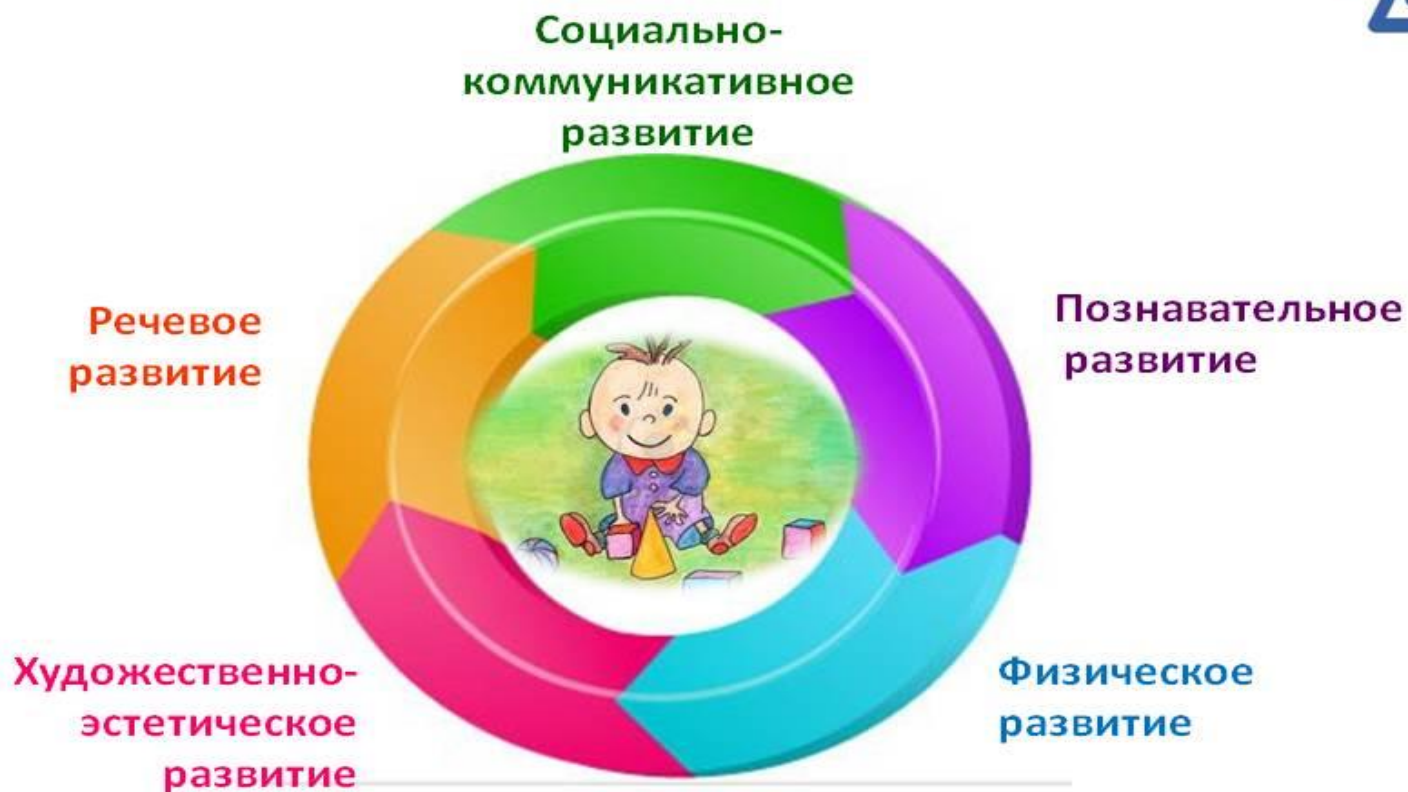 Социально-
коммуникативное
развитие
Речевое
развитие
Познавательное
развитие
Художественно-
эстетическое
развитие
Физическое
развитие